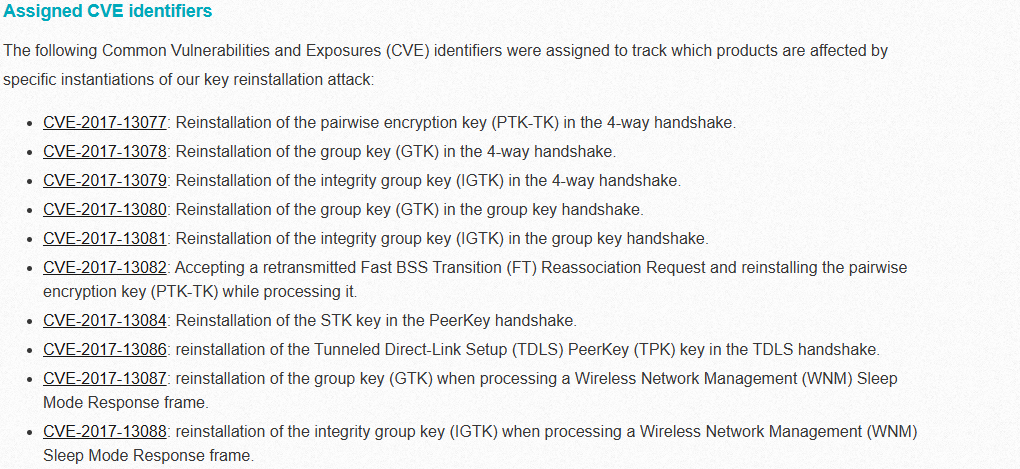 Assigned CVE identifiers
The following Common Vulnerabilities and Exposures (CVE) identifiers were assigned to track which products are affected by
specific instantiations of our key reinstallation attack:
• CVE-2017-13077: Reinstallation of the pairwise encryption key (PTK-TK) in the 4-way handshake.
• CVE-2017-13078: Reinstallation of the group key (GTK) in the 4-way handshake.
• CVE-2017-13079: Reinstallation of the integrity group key (IGTK) in the 4-way handshake.
• CVE-2017-13080: Reinstallation of the group key (GTK) in the group key handshake.
• CVE-2017-13081: Reinstallation of the integrity group key (IGTK) in the group key handshake.
• CVE-2017-13082: Accepting a retransmitted Fast BSS Transition (FT) Reassociation Request and reinstalling the pairwise
encryption key (PTK-TK) while processing it.
• CVE-2017-13084: Reinstallation of the STK key in the PeerKey handshake.
• CVE-2017-13086: reinstallation of the Tunneled Direct-Link Setup (TDLS) PeerKey (TPK) key in the TDLS handshake.
• CVE-2017-13087: reinstallation of the group key (GTK) when processing a Wireless Network Management (WNM) Sleep
Mode Response frame.
• CVE-2017-13088: reinstallation of the integrity group key (IGTK) when processing a Wireless Network Management (WNM)
Sleep Mode Response frame.